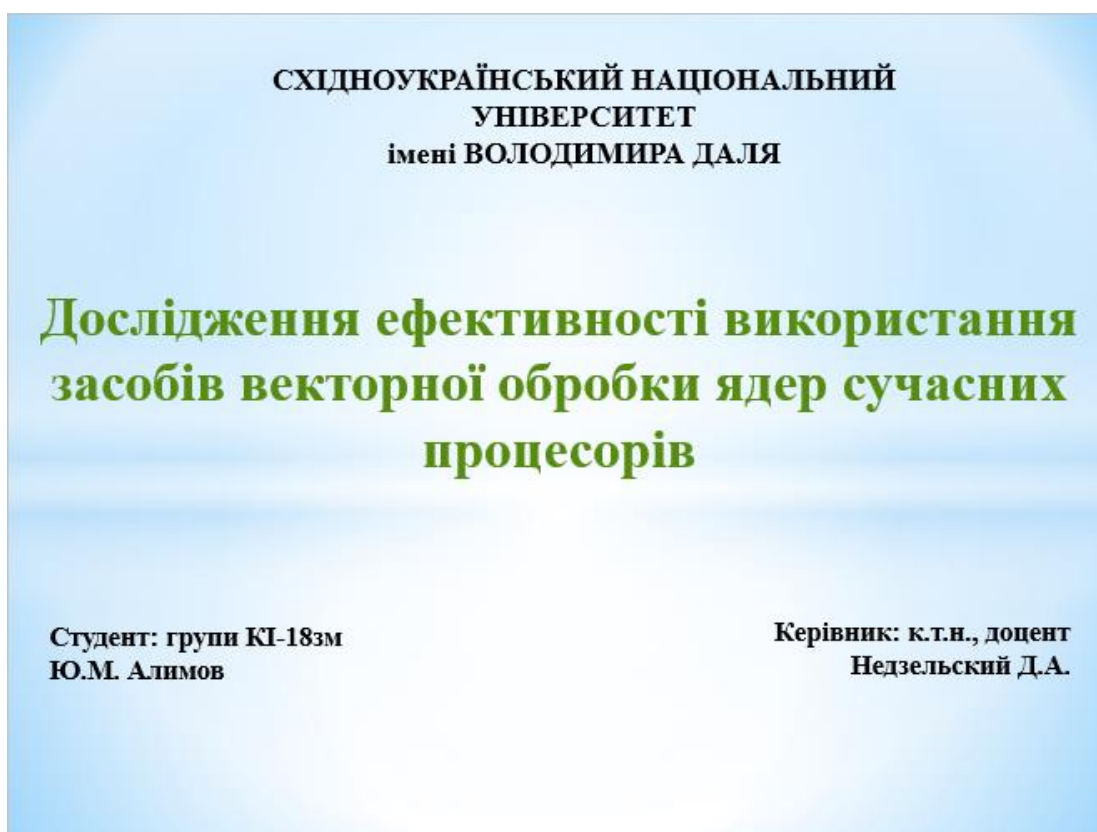 СХІДНОУКРАЇНСЬКИЙ НАЦІОНАЛЬНИЙ
УНІВЕРСИТЕТ
імені ВОЛОДИМИРА ДАЛЯ
Дослідження ефективності використання
засобів векторної обробки ядер сучасних
процесорів
Студент: групи КІ-18зм
Ю.М. Алимов
Керівник: к.т.н., доцент
Недзельский Д.А.